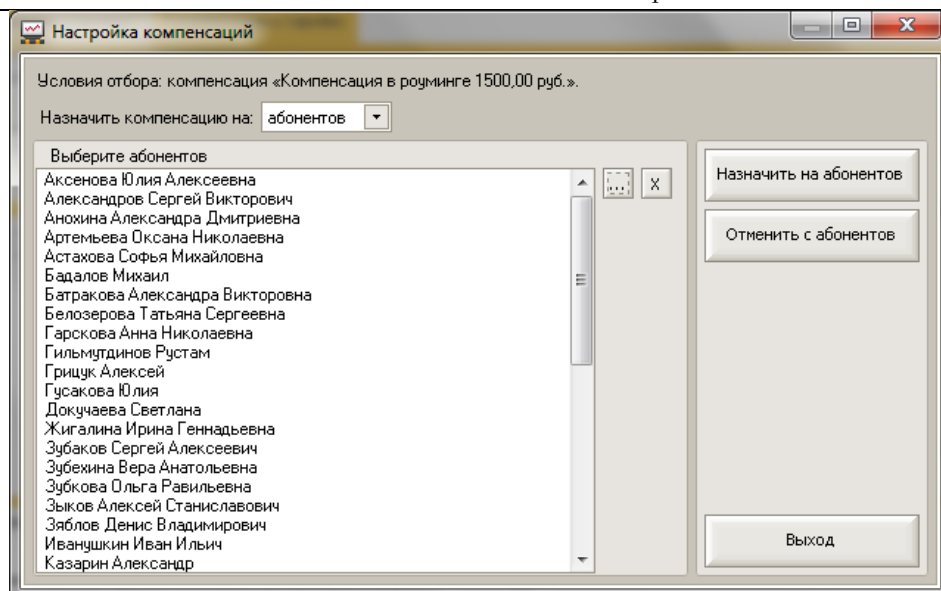 Настройка компенсаций
Условия отбора: компенсация «Компенсация в роуминге 1500,00 руб.».
Назначить компенсацию на: абонентов
Выберите абонентов
Аксенова Юлия Алексеевна
Александров Сергей Викторович
Анохина Александра Дмитриевна
Артемьева Оксана Николаевна
Астахова Софья Михайловна
Бадалов Михаил
Батракова Александра Викторовна
Белозерова Татьяна Сергеевна
Гарскова Анна Николаевна
Гильмутдинов Рустам
Грицук Алексей
Гусакова Юлия
Докучаева Светлана
Жигалина Ирина Геннадьевна
Зубаков Сергей Алексеевич
Зубехина Вера Анатольевна
Зубкова Ольга Равильевна
Зыков Алексей Станиславович
Зяблов Денис Владимирович
Иванушкин Иван Ильич
Казарин Александр
... X
Назначить на абонентов
Отменить с абонентов
Выход